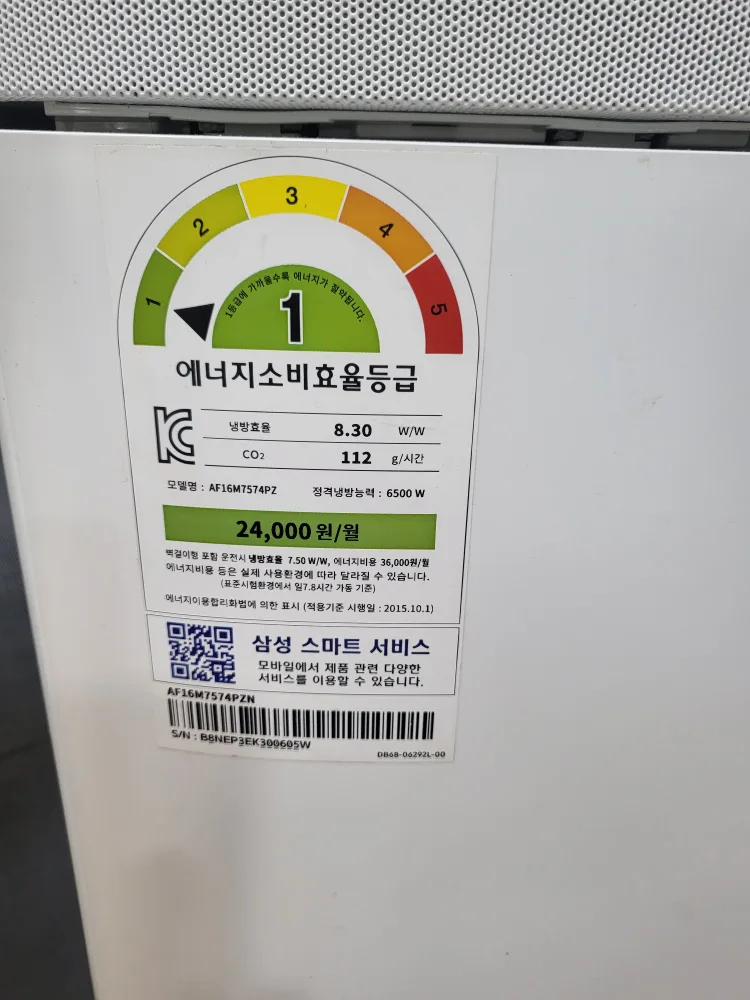 1 2 3 4 5
1등급에 가까울수록 에너지가 절약됩니다.
1
에너지소비효율등급
냉방효율 8.30 W/W
CO₂ 112 g/시간
모델명 : AF16M7574PZ 정격냉방능력 : 6500 W
24,000 원/월
벽걸이형 포함 운전시 냉방효율 7.50 W/W, 에너지비용 36,000원/월
에너지비용 등은 실제 사용환경에 따라 달라질 수 있습니다.
(표준시험환경에서 일7.8시간 가동 기준)
에너지이용합리화법에 의한 표시 (적용기준 시행일 : 2015.10.1)
삼성 스마트 서비스
모바일에서 제품 관련 다양한
서비스를 이용할 수 있습니다.
AF16M7574PZN
S/N : B8NEP3EK300605W
DB68-06292L-00